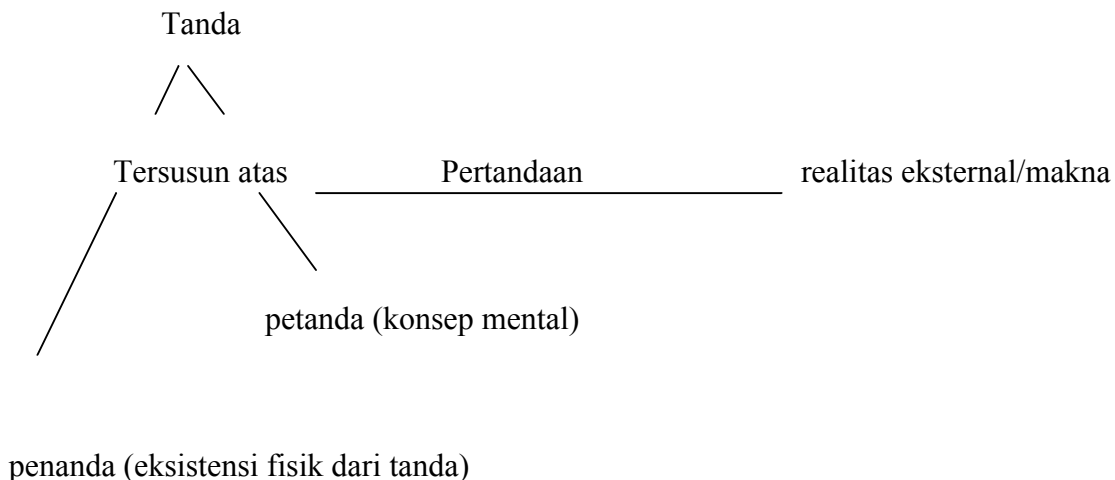 Tanda
Tersusun atas Pertandaan realitas eksternal/makna
petanda (konsep mental)
penanda (eksistensi fisik dari tanda)